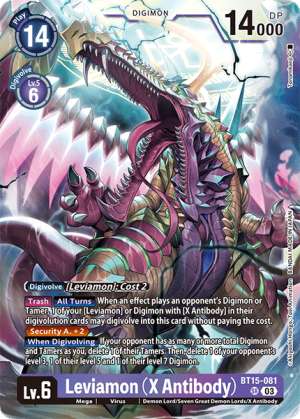 Play
14
DIGIMON
14000
DP
Digivolve
Lv.5
6
Digivolve [Leviamon]: Cost 2
Trash All Turns When an effect plays an opponent's Digimon or
Tamer, 1 of your [Leviamon] or Digimon with [X Antibody] in their
digivolution cards may digivolve into this card without paying the cost.
Security A. +2
When Digivolving If your opponent has as many or more total Digimon
and Tamers as you, delete 1 of their Tamers. Then, delete 1 of your opponent's
level 3, 1 of their level 5 and 1 of their level 7 Digimon.
Lv.6
Leviamon (X Antibody)
BT15-081
03
Mega
Virus
Demon Lord/Seven Great Demon Lords/X Antibody